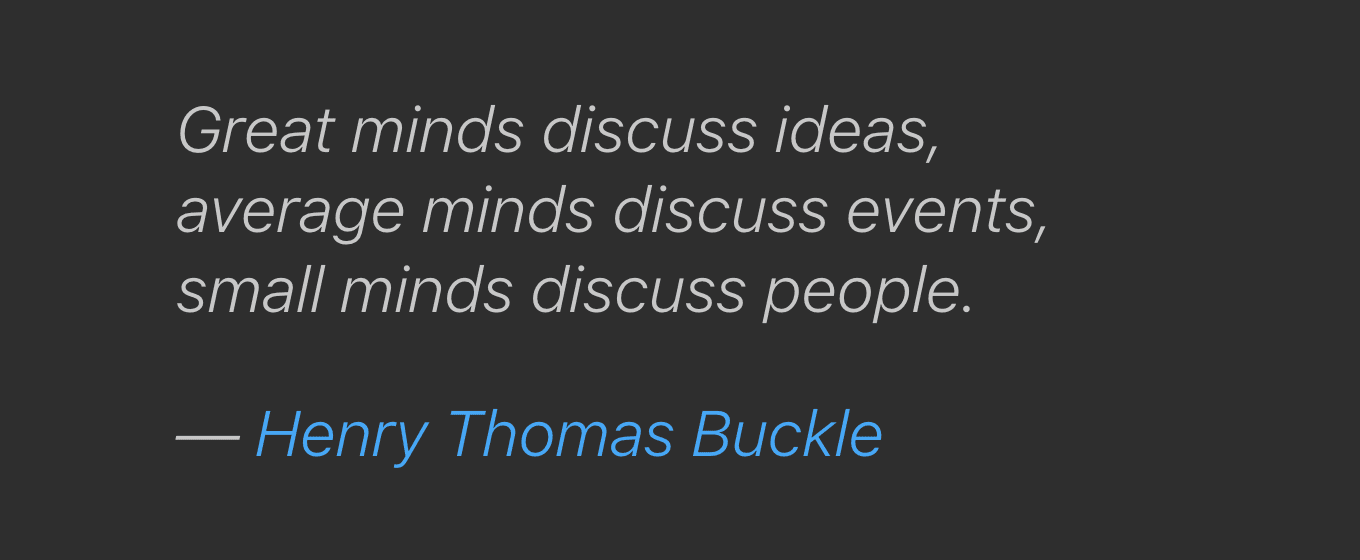 Great minds discuss ideas,
average minds discuss events,
small minds discuss people.
— Henry Thomas Buckle